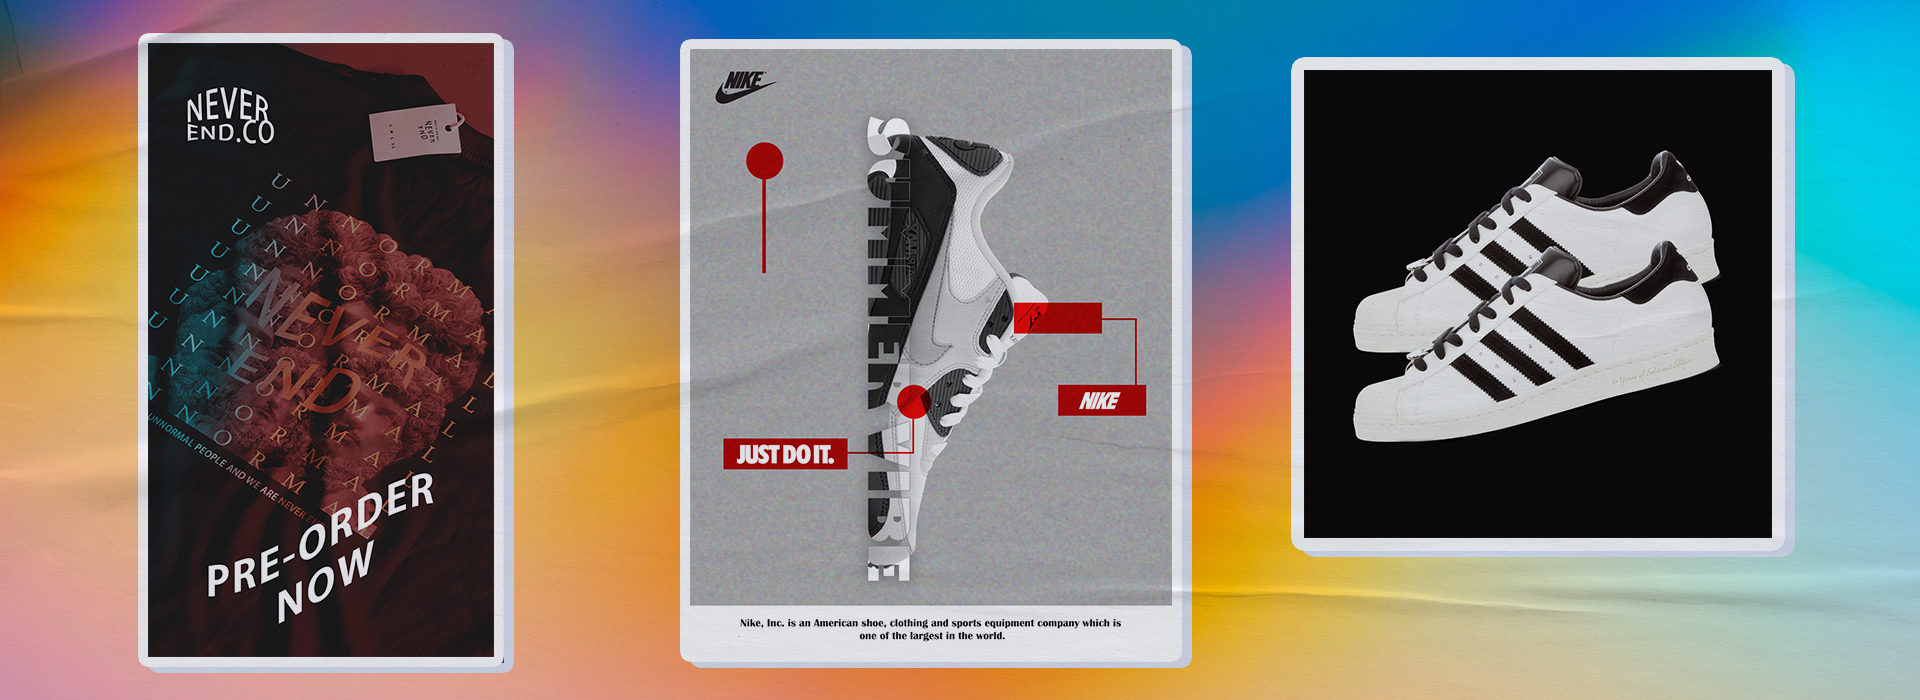 NEVER
END.CO
NEVER
END
UNNORMAL
UNNORMAL
UNNORMAL
UNNORMAL
NEVER
END
UNNORMAL PEOPLE AND WE ARE NEVER
PRE-ORDER
NOW
NIKE
SUMMER VIBE
NIKE
JUST DO IT.
Nike, Inc. is an American shoe, clothing and sports equipment company which is
one of the largest in the world.